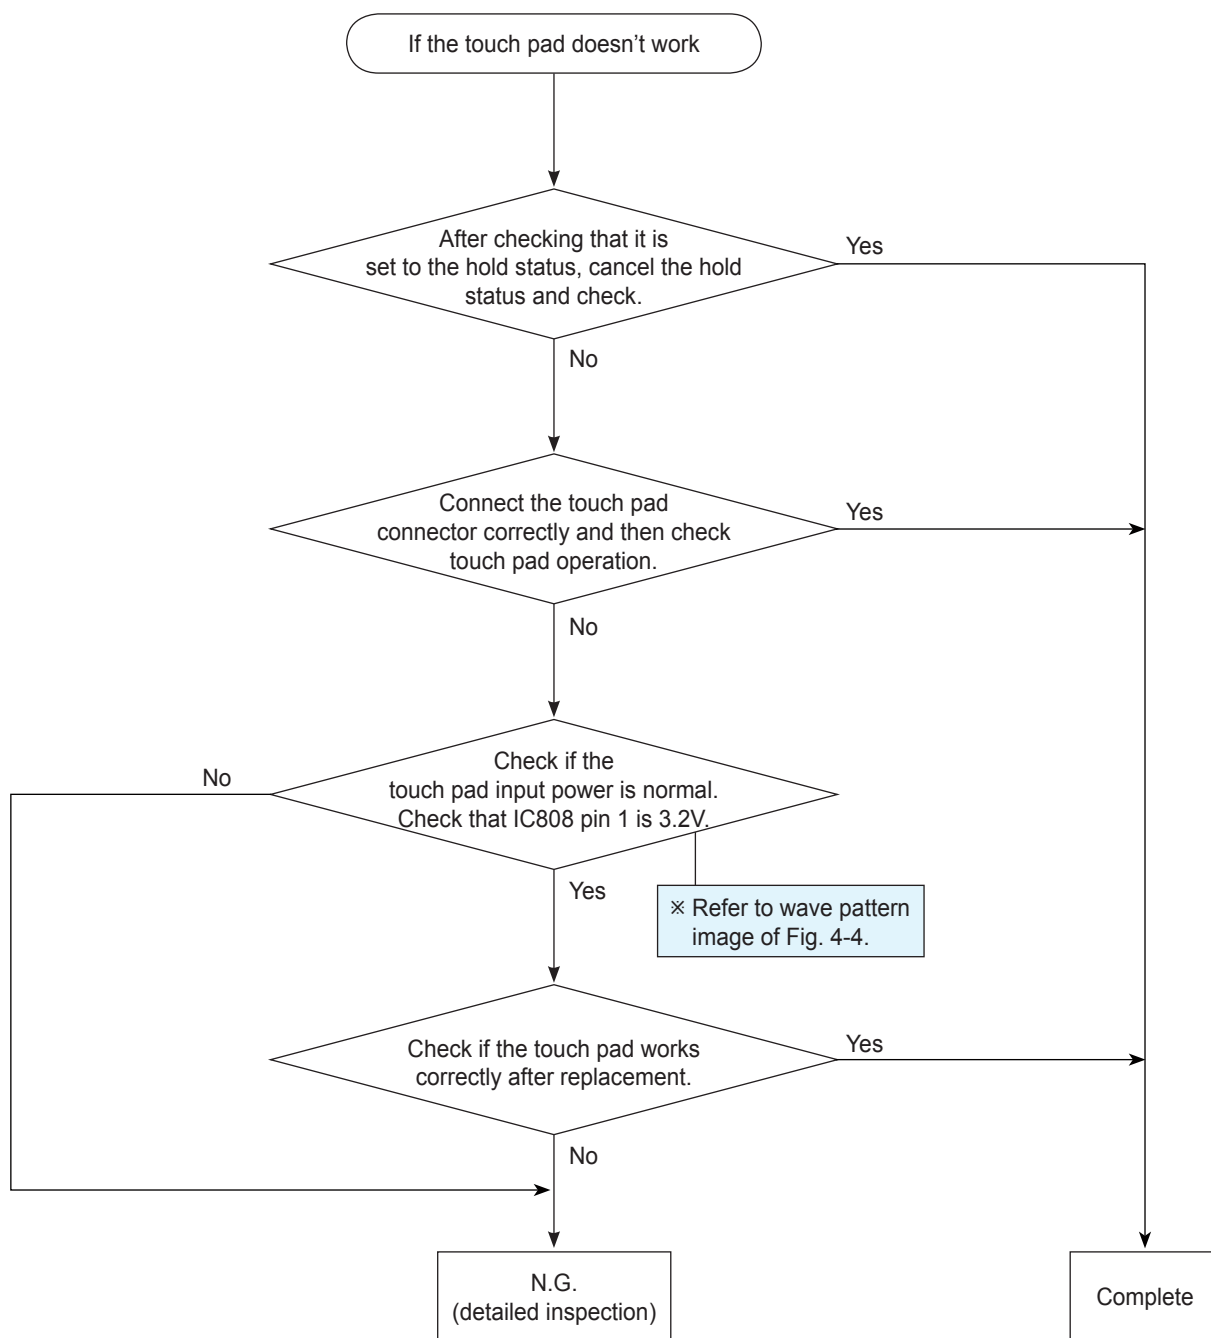 If the touch pad doesn’t work
After checking that it is
set to the hold status, cancel the hold
status and check.
Yes
No
Connect the touch pad
connector correctly and then check
touch pad operation.
Yes
No
Check if the
touch pad input power is normal.
Check that IC808 pin 1 is 3.2V.
No
Yes
※ Refer to wave pattern
image of Fig. 4-4.
Check if the touch pad works
correctly after replacement.
Yes
No
N.G.
(detailed inspection)
Complete